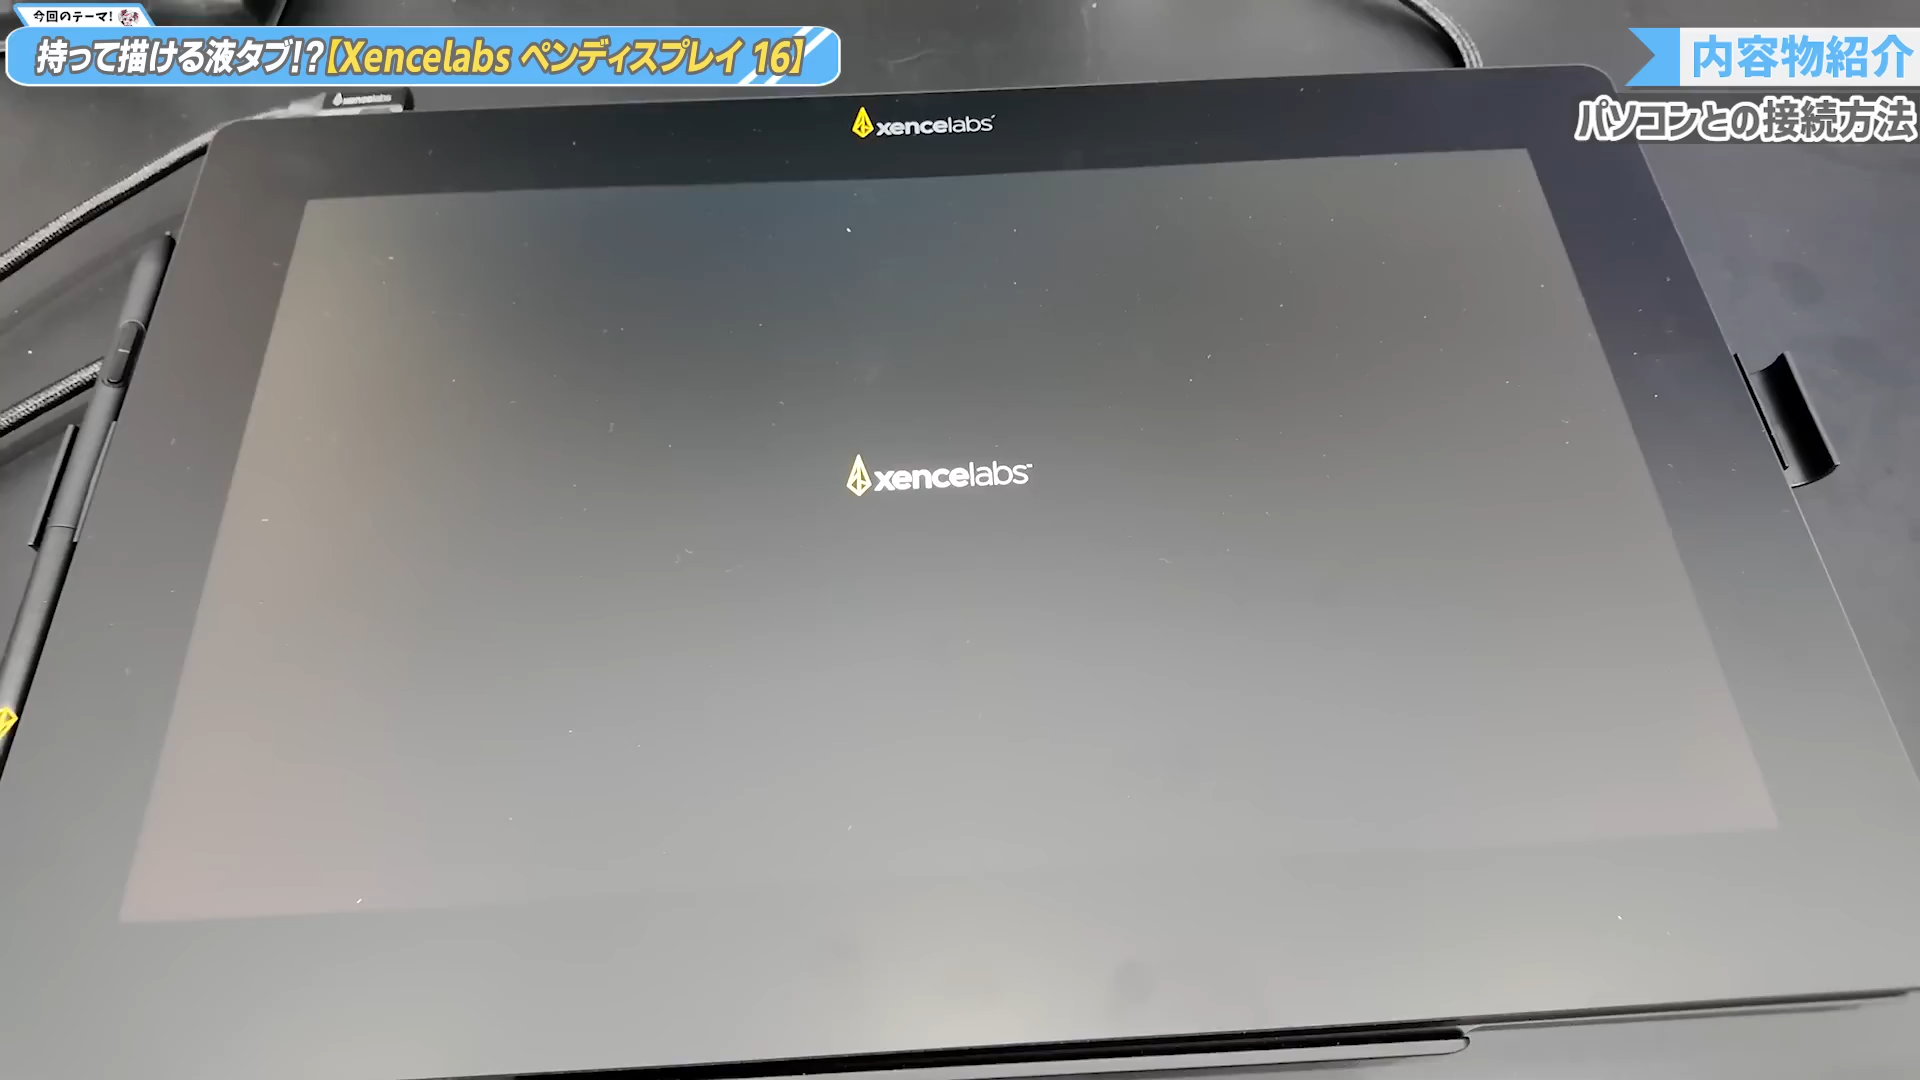 今回のテーマ!
持って描ける液タブ!?【Xencelabs ペンディスプレイ 16】
内容物紹介
パソコンとの接続方法
xencelabs
xencelabs
xencelabs